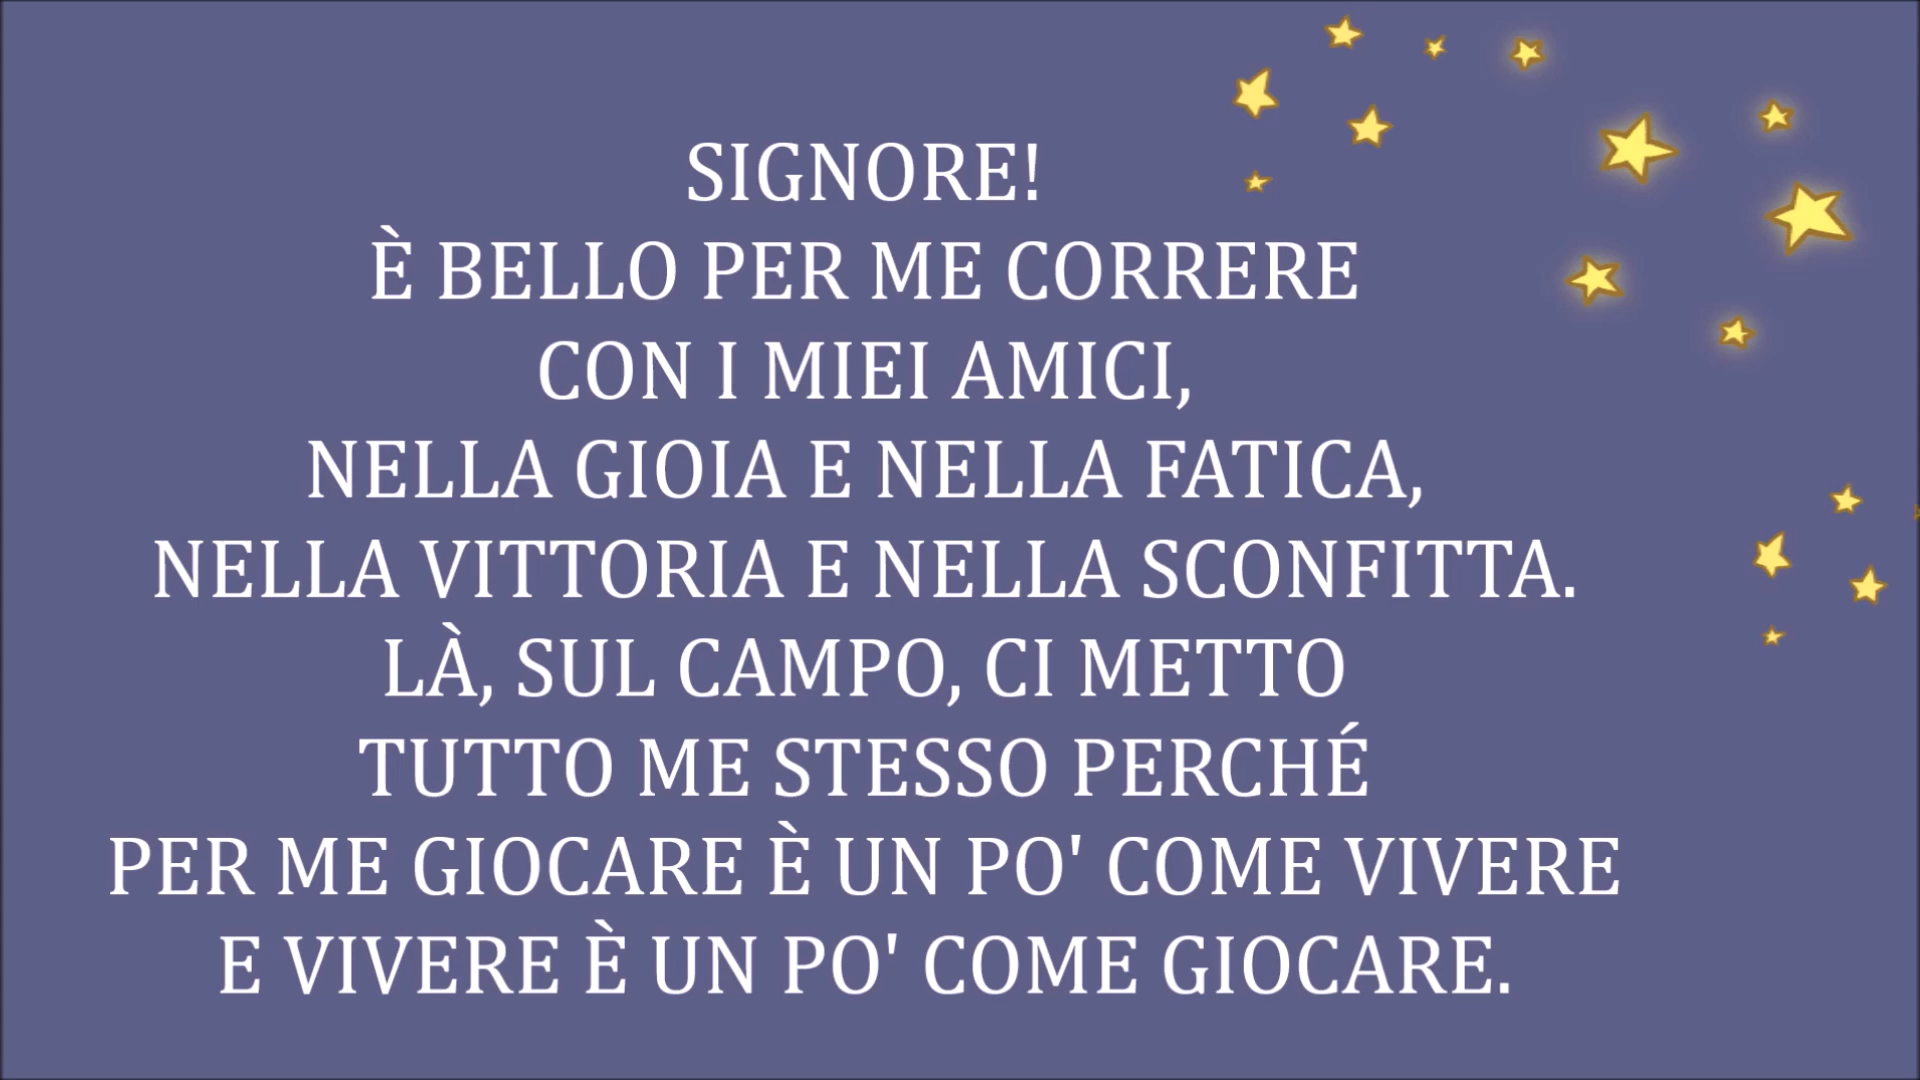 SIGNORE!
È BELLO PER ME CORRERE
CON I MIEI AMICI,
NELLA GIOIA E NELLA FATICA,
NELLA VITTORIA E NELLA SCONFITTA.
LÀ, SUL CAMPO, CI METTO
TUTTO ME STESSO PERCHÉ
PER ME GIOCARE È UN PO' COME VIVERE
E VIVERE È UN PO' COME GIOCARE.